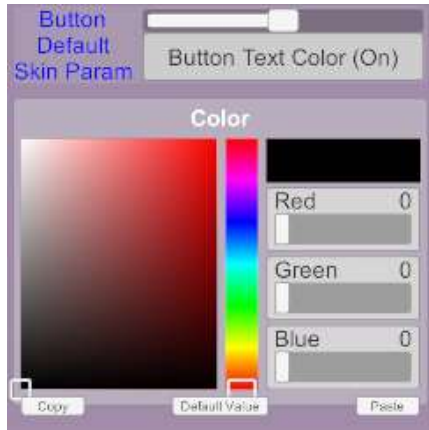 Button
Default
Skin Param
Button Text Color (On)
Color
Red 0
Green 0
Blue 0
Copy
Default Value
Paste